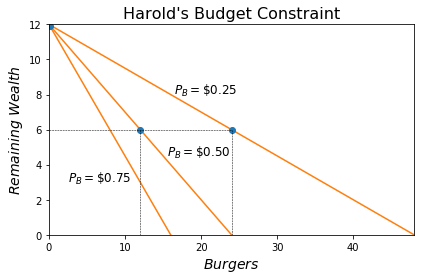 Harold's Budget Constraint
12
10
8
6
4
2
0
Remaining Wealth
P_B = $0.25
P_B = $0.50
P_B = $0.75
0 10 20 30 40
Burgers